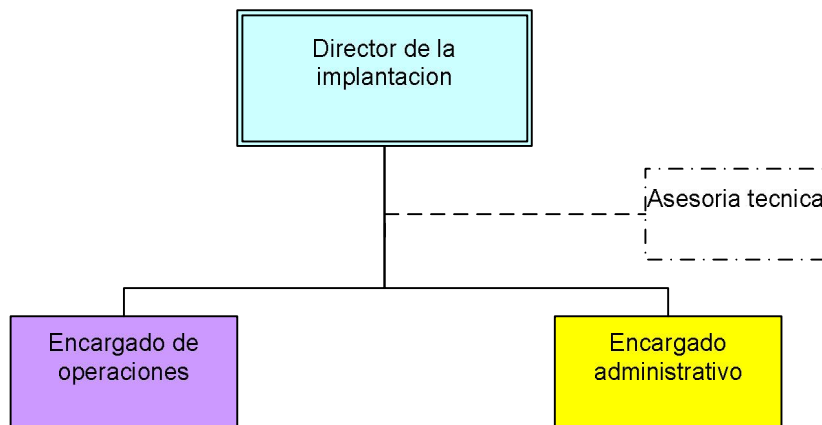 Director de la
implantacion
Asesoria tecnica
Encargado de
operaciones
Encargado
administrativo